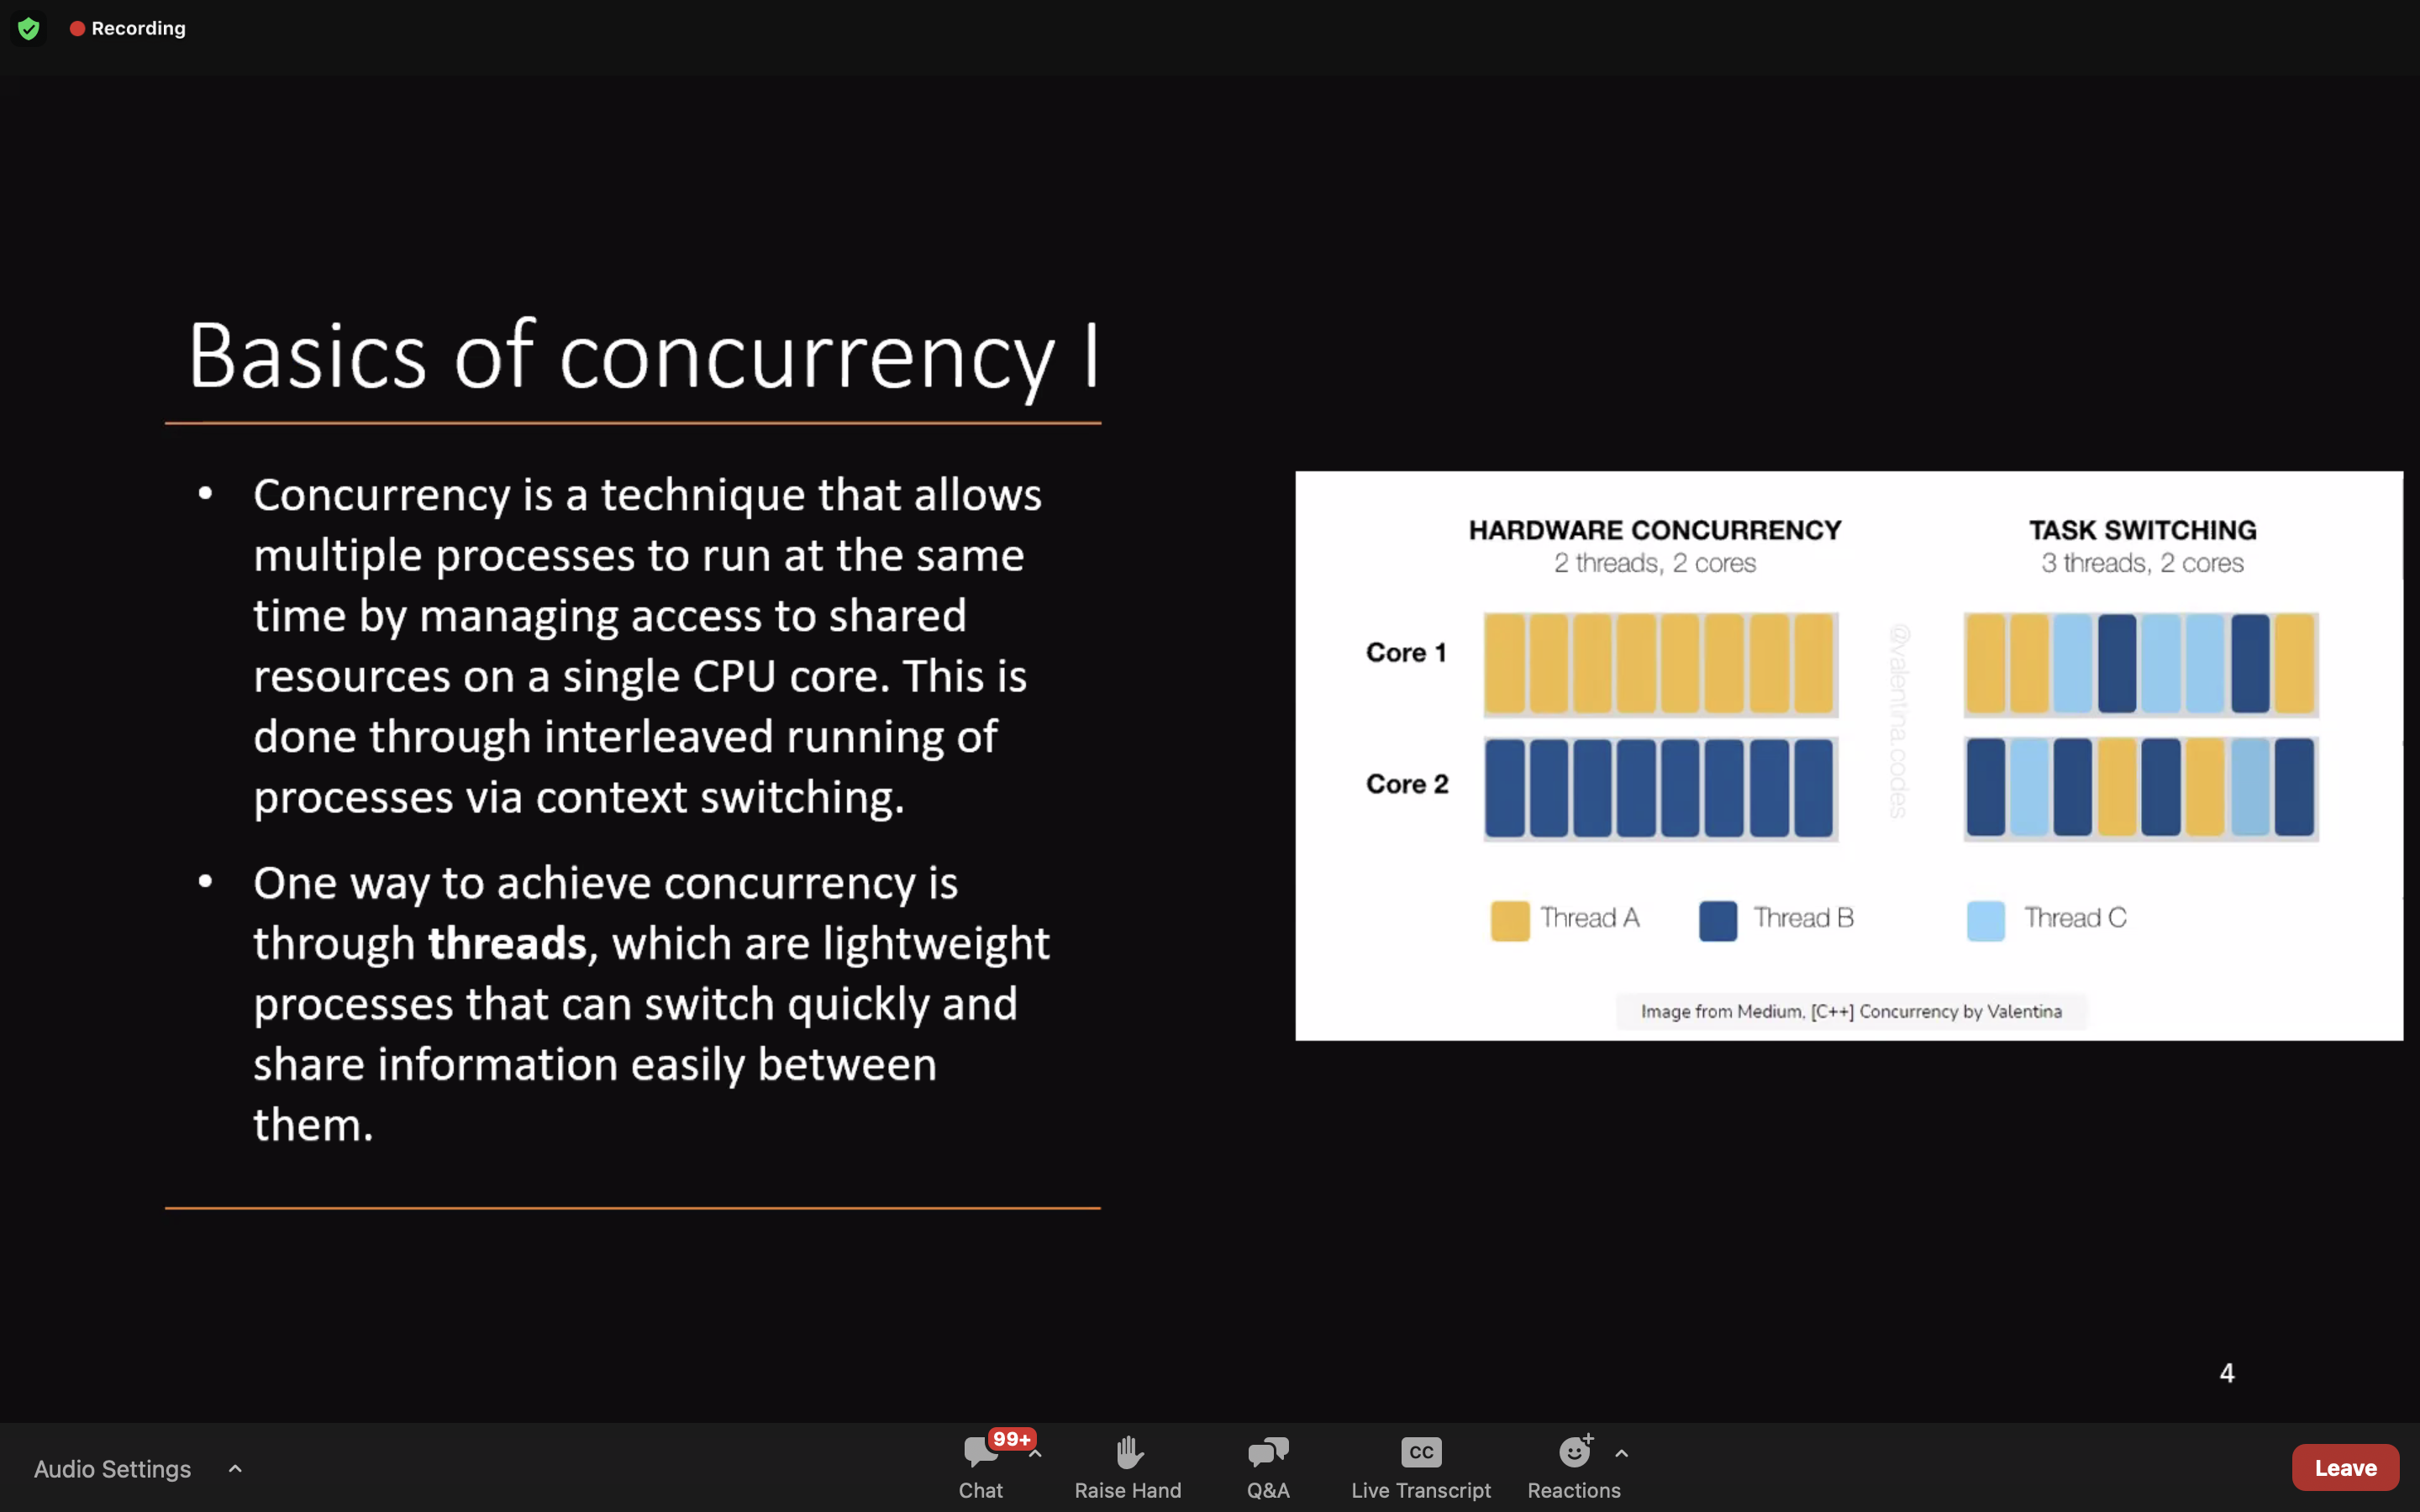 Recording
Basics of concurrency I
• Concurrency is a technique that allows
multiple processes to run at the same
time by managing access to shared
resources on a single CPU core. This is
done through interleaved running of
processes via context switching.
• One way to achieve concurrency is
through threads, which are lightweight
processes that can switch quickly and
share information easily between
them.
HARDWARE CONCURRENCY
2 threads, 2 cores
TASK SWITCHING
3 threads, 2 cores
Core 1
Core 2
@valentina.codes
Thread A
Thread B
Thread C
Image from Medium, [C++] Concurrency by Valentina
4
Audio Settings
99+
Chat
Raise Hand
Q&A
CC
Live Transcript
Reactions
Leave